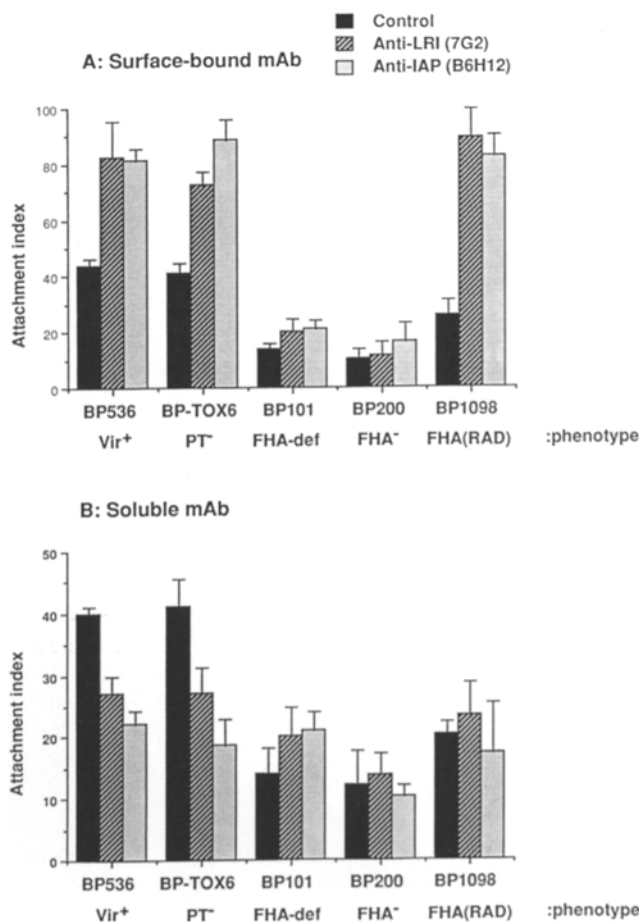 Control
Anti-LRI (7G2)
Anti-IAP (B6H12)
A: Surface-bound mAb
Attachment index
100
80
60
40
20
0
BP536 BP-TOX6 BP101 BP200 BP1098
Vir+ PT- FHA-def FHA- FHA(RAD) :phenotype
B: Soluble mAb
Attachment index
50
40
30
20
10
0
BP536 BP-TOX6 BP101 BP200 BP1098
Vir+ PT- FHA-def FHA- FHA(RAD) :phenotype